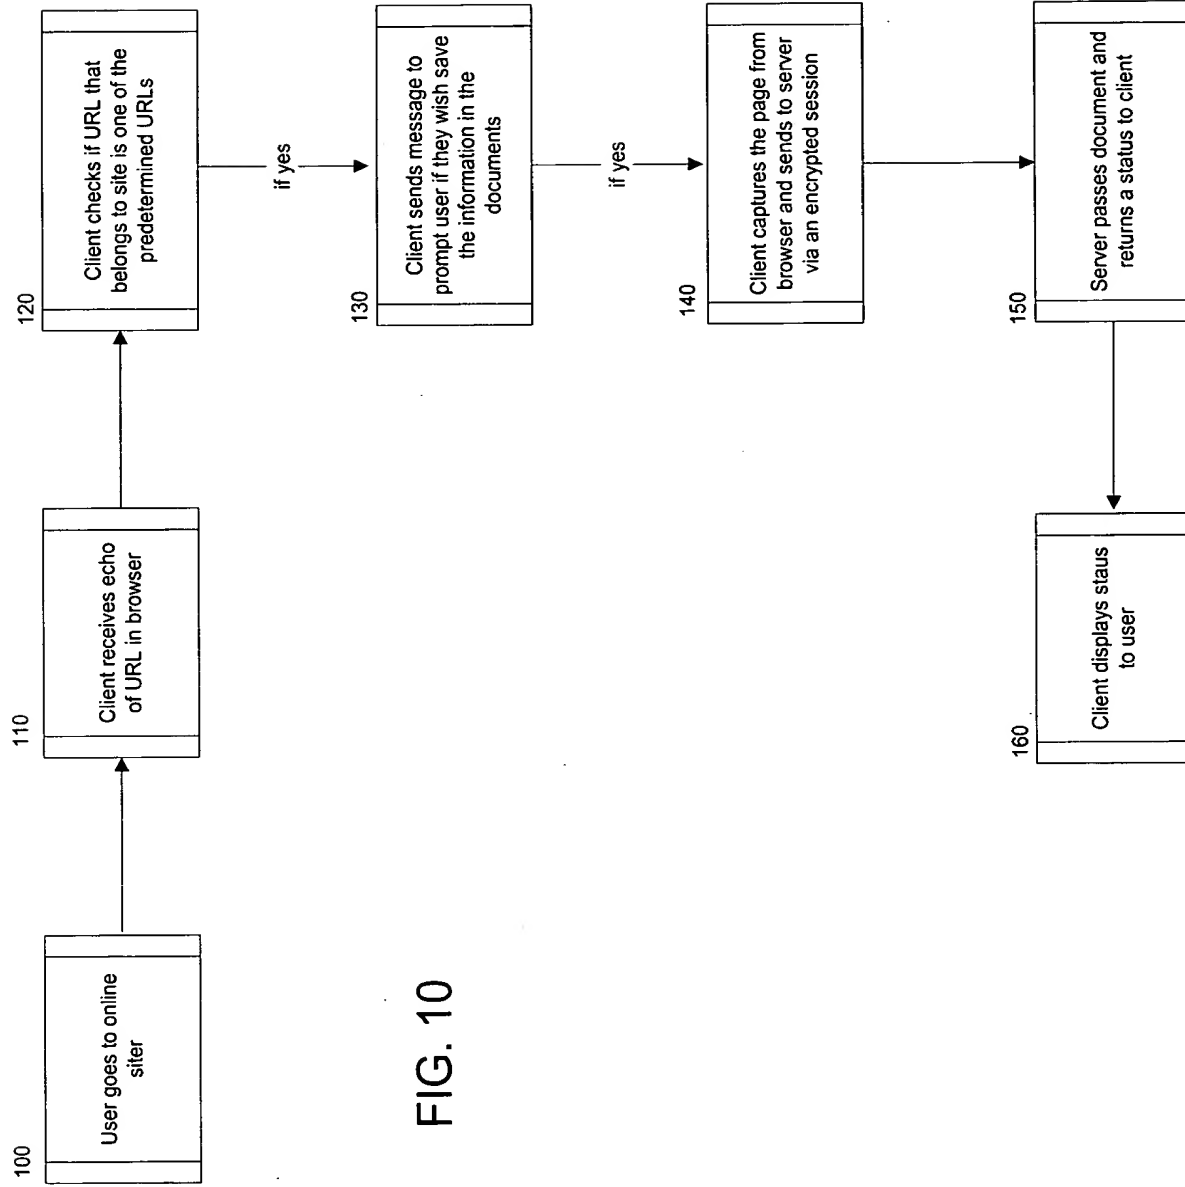 100
User goes to online
siter
110
Client receives echo
of URL in browser
120
Client checks if URL that
belongs to site is one of the
predetermined URLs
if yes
130
Client sends message to
prompt user if they wish save
the information in the
documents
if yes
140
Client captures the page from
browser and sends to server
via an encrypted session
150
Server passes document and
returns a status to client
160
Client displays staus
to user
FIG. 10